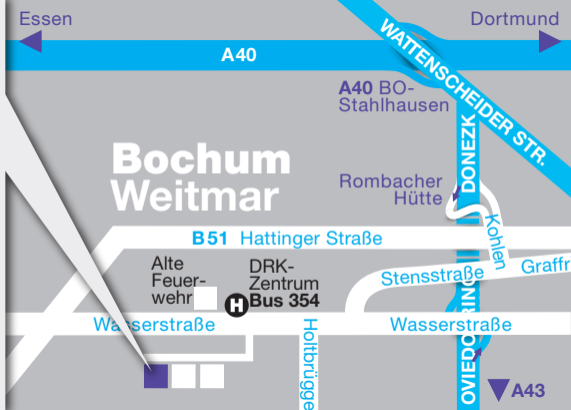 Essen
Dortmund
A40
WATTENSCHEIDER STR.
A40 BO-
Stahlhausen
DONEZK
Bochum
Weitmar
Rombacher
Hütte
Kohlen
B51 Hattinger Straße
Alte
Feuer-
wehr
DRK-
Zentrum
H Bus 354
Stensstraße
Graffr
Wasserstraße
Wasserstraße
Holtbrügge
OVIEDORING
A43